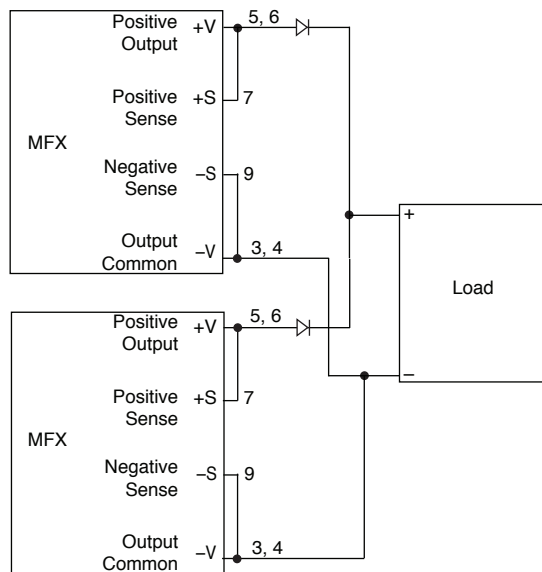 Positive
Output
+V
5, 6
Positive
Sense
+S
7
MFX
Negative
Sense
–S
9
Output
Common
–V
3, 4
+
Load
–
Positive
Output
+V
5, 6
Positive
Sense
+S
7
MFX
Negative
Sense
–S
9
Output
Common
–V
3, 4